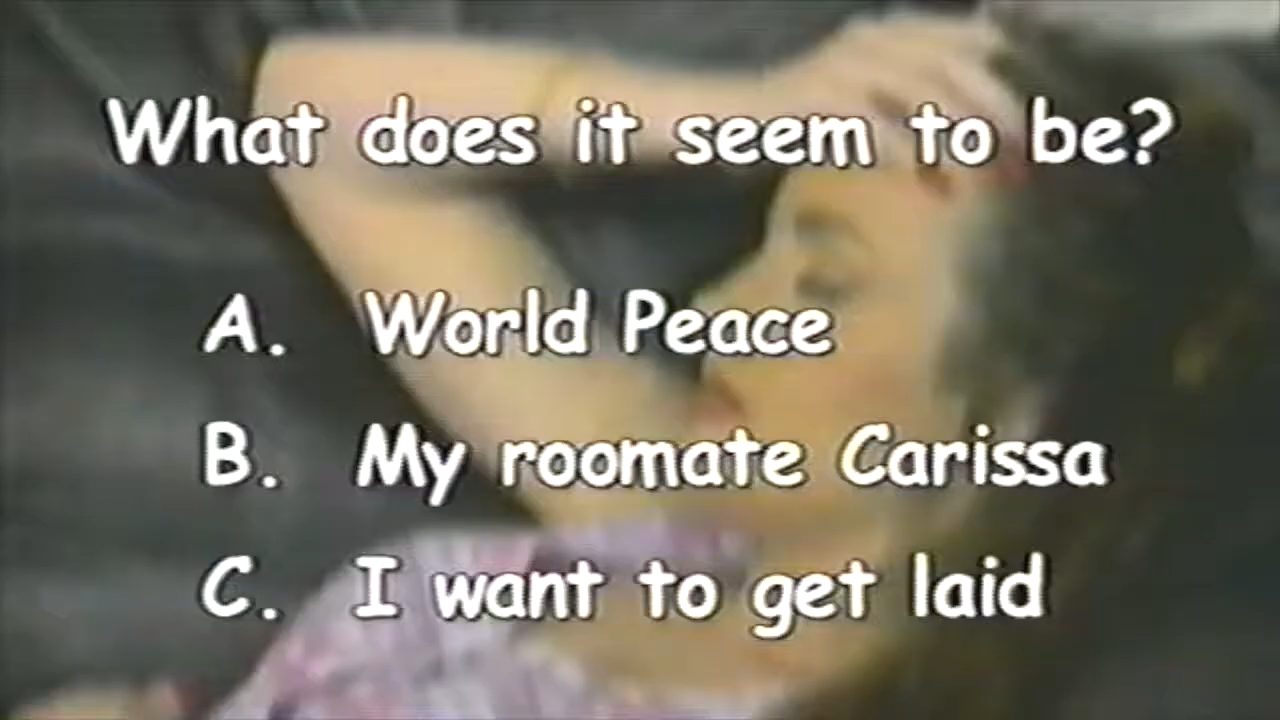 What does it seem to be?
A. World Peace
B. My roomate Carissa
C. I want to get laid